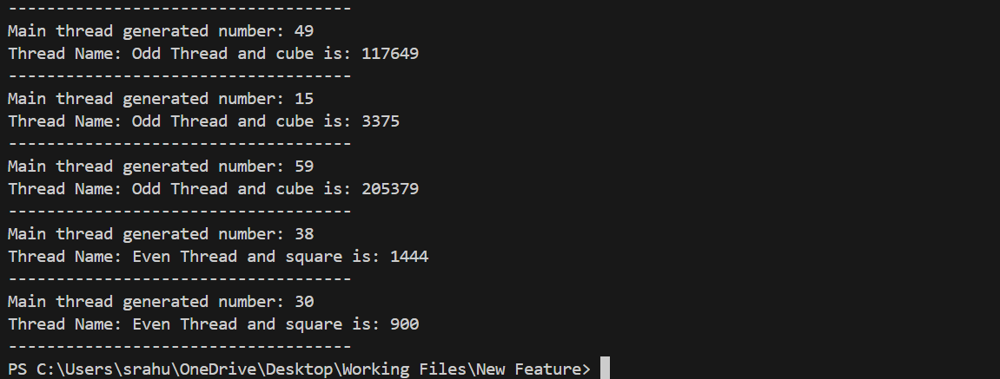 ------------------------------------
Main thread generated number: 49
Thread Name: Odd Thread and cube is: 117649
------------------------------------
Main thread generated number: 15
Thread Name: Odd Thread and cube is: 3375
------------------------------------
Main thread generated number: 59
Thread Name: Odd Thread and cube is: 205379
------------------------------------
Main thread generated number: 38
Thread Name: Even Thread and square is: 1444
------------------------------------
Main thread generated number: 30
Thread Name: Even Thread and square is: 900
------------------------------------
PS C:\Users\srahu\OneDrive\Desktop\Working Files\New Feature>